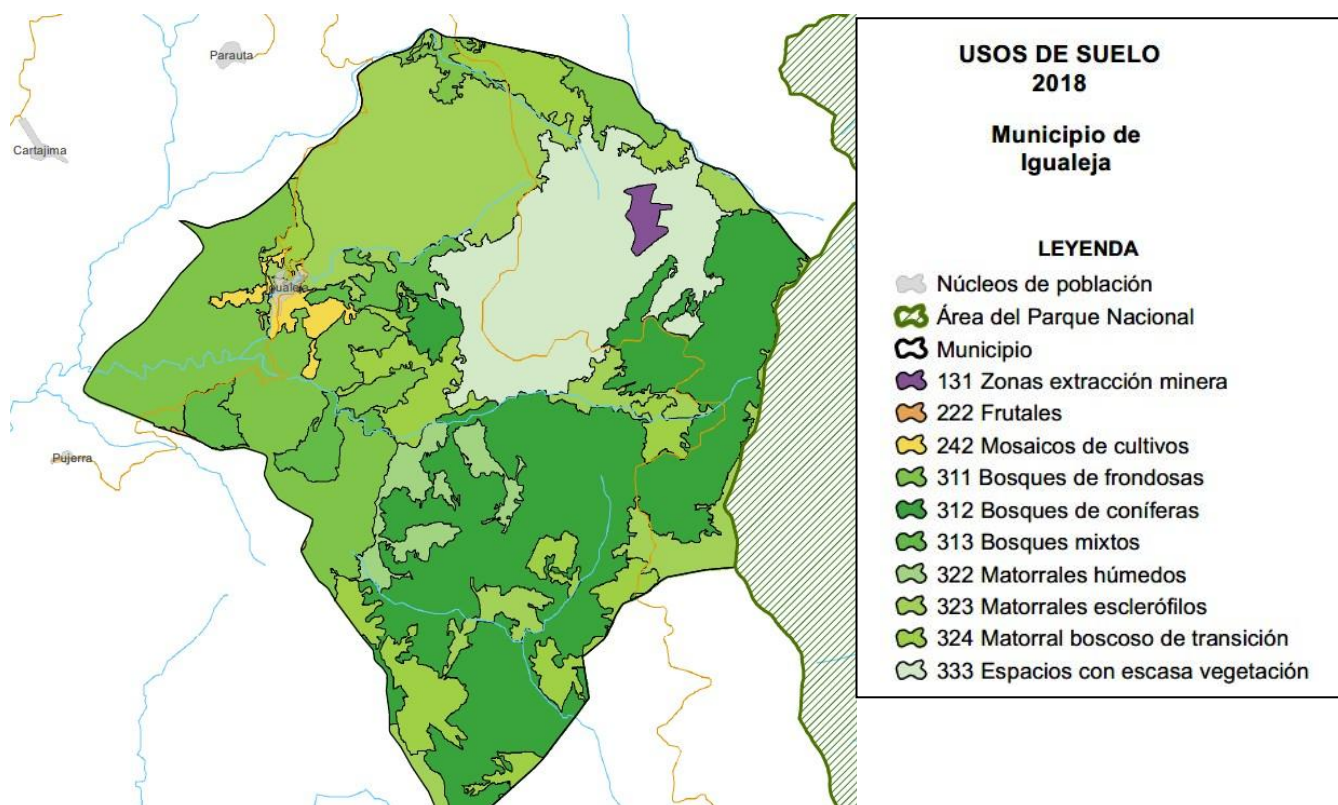 Parauta
Cartajima
Igualeja
Pujerra
USOS DE SUELO
2018
Municipio de
Igualeja
LEYENDA
Núcleos de población
Área del Parque Nacional
Municipio
131 Zonas extracción minera
222 Frutales
242 Mosaicos de cultivos
311 Bosques de frondosas
312 Bosques de coníferas
313 Bosques mixtos
322 Matorrales húmedos
323 Matorrales esclerófilos
324 Matorral boscoso de transición
333 Espacios con escasa vegetación